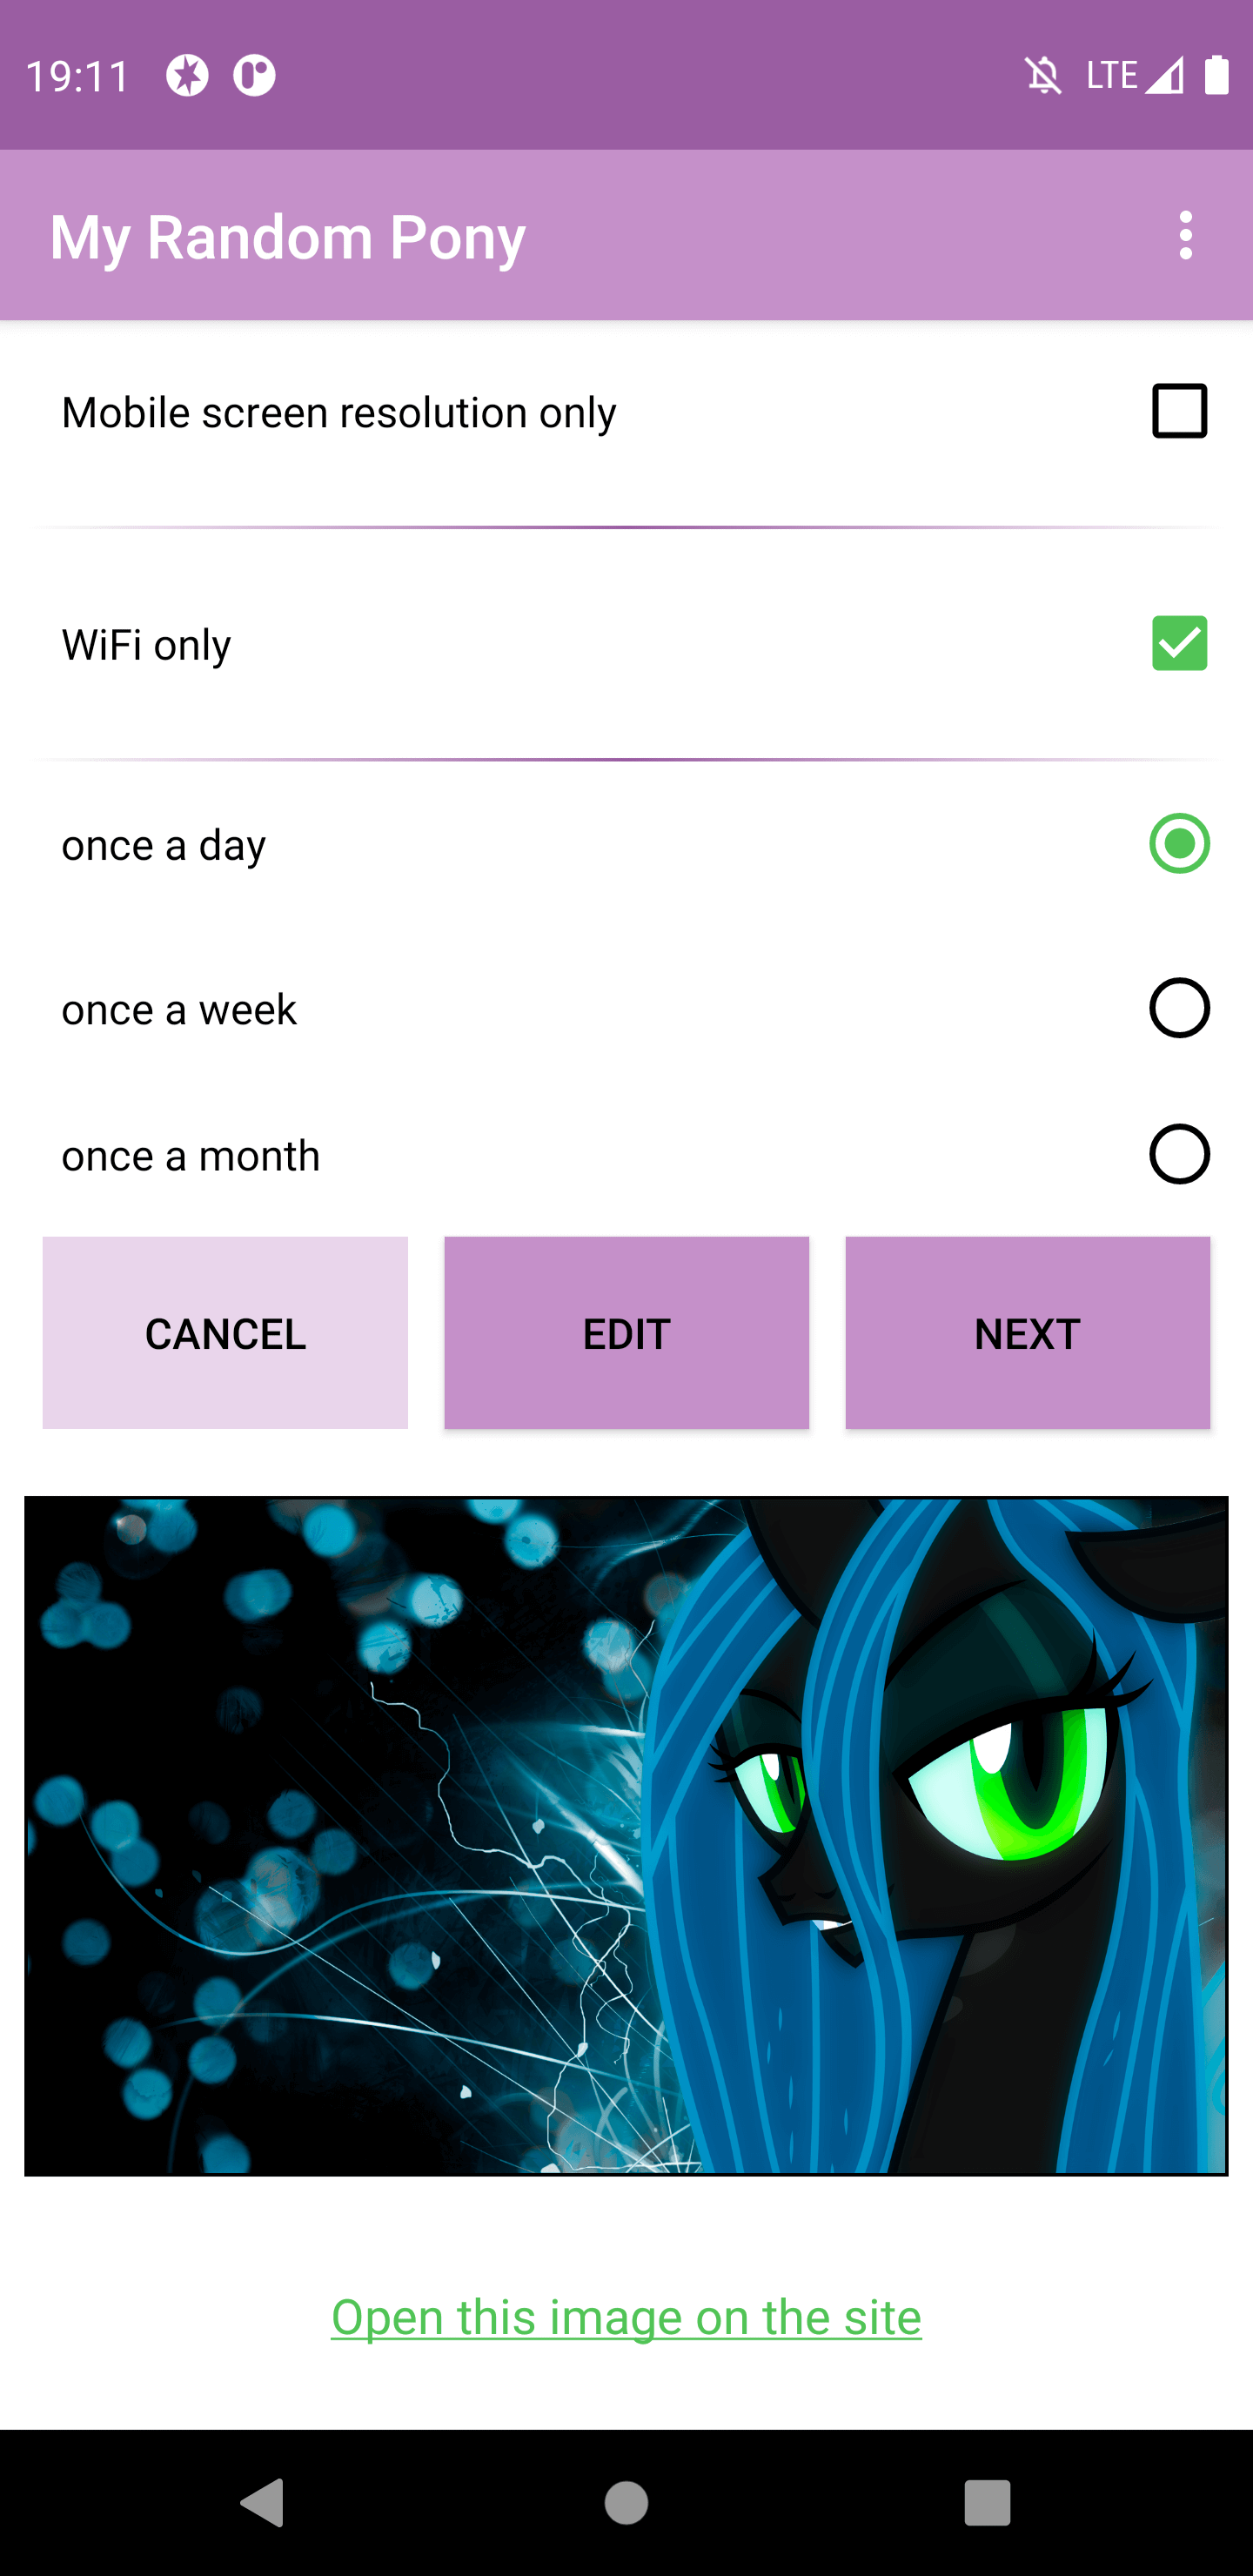 19:11 LTE
My Random Pony
Mobile screen resolution only
WiFi only
once a day
once a week
once a month
CANCEL EDIT NEXT
Open this image on the site